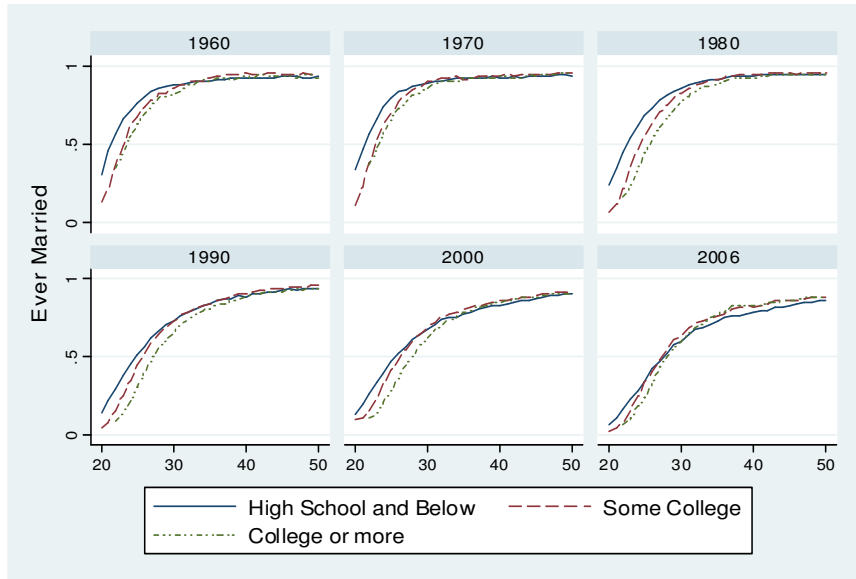 1960 1970 1980
1
.5
0
1990 2000 2006
1
.5
0
Ever Married
20 30 40 50 20 30 40 50 20 30 40 50
High School and Below Some College
College or more